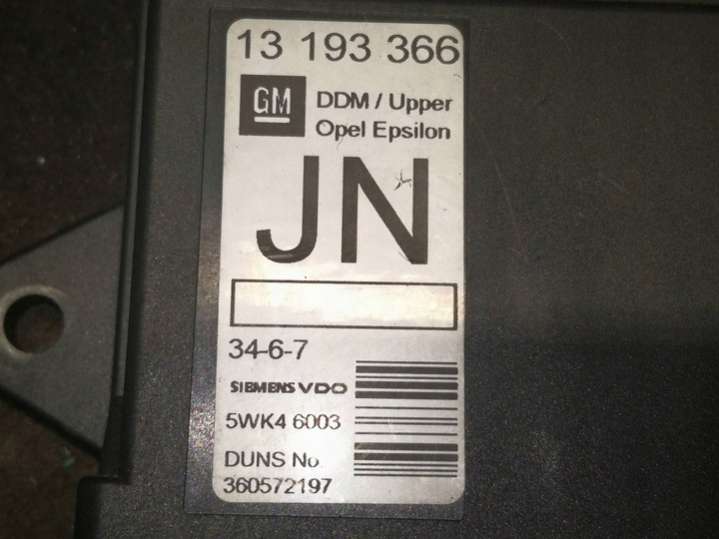 13 193 366
GM DDM / Upper
Opel Epsilon
JN
34-6-7
SIEMENS VDO
5WK4 6003
DUNS No
360572197